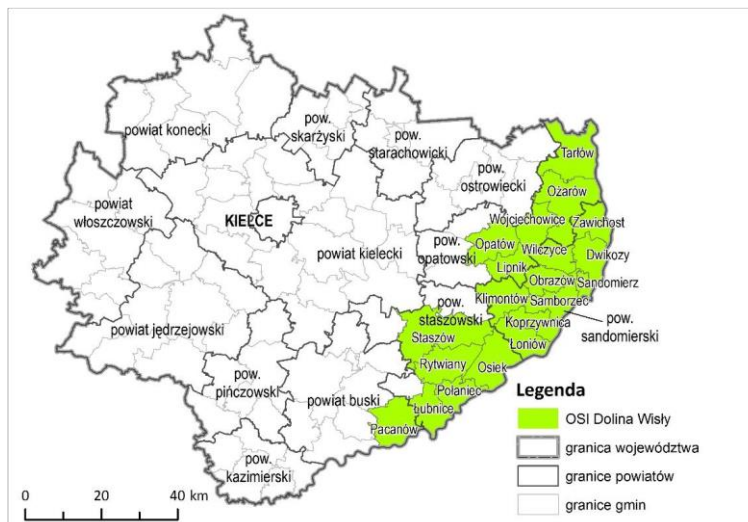 powiat konecki
pow.
skarżyski
pow.
starachowicki
pow.
ostrowiecki
Tarłów
Ożarów
powiat
włoszczowski
KIELCE
Wojciechowice
Zawichost
powiat kielecki
pow.
opatowski
Opatów
Wilczyce
Dwikozy
Lipnik
Obrazów
Sandomierz
Klimontów
Samborzec
pow.
staszowski
Koprzywnica
pow.
sandomierski
powiat jędrzejowski
Staszów
Łoniów
Rytwiany
Osiek
pow.
pińczowski
powiat buski
Połaniec
Łubnice
Pacanów
pow.
kazimierski
Legenda
OSI Dolina Wisły
granica województwa
granice powiatów
granice gmin
0 20 40 km